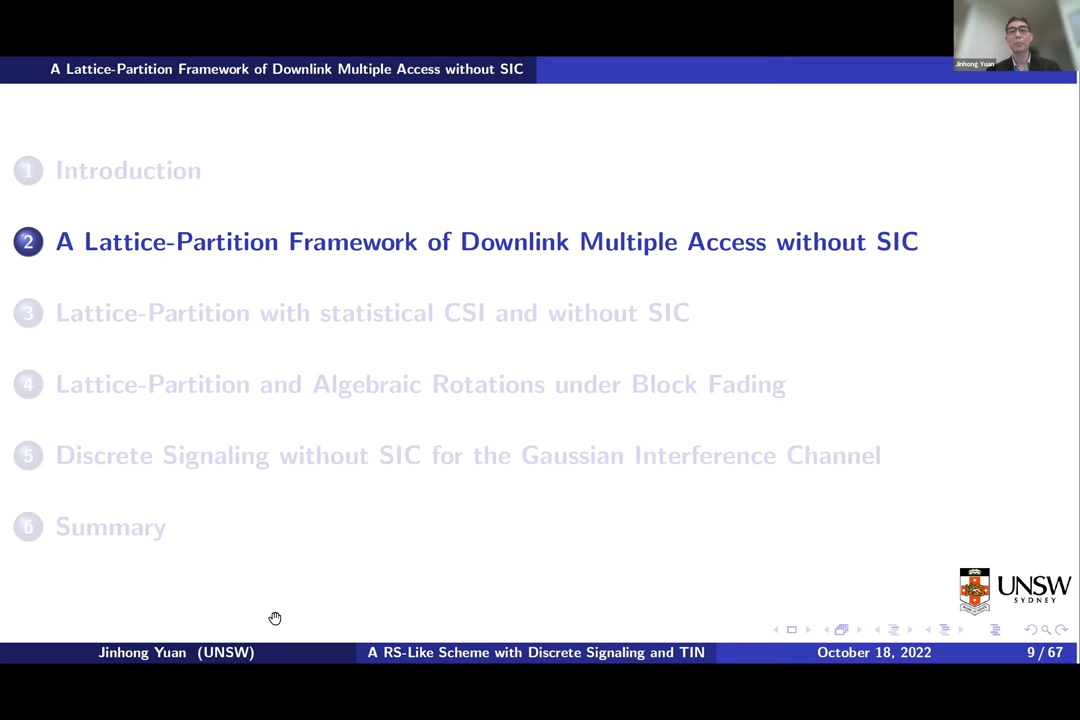 Jinhong Yuan
A Lattice-Partition Framework of Downlink Multiple Access without SIC
1 Introduction
2 A Lattice-Partition Framework of Downlink Multiple Access without SIC
3 Lattice-Partition with statistical CSI and without SIC
4 Lattice-Partition and Algebraic Rotations under Block Fading
5 Discrete Signaling without SIC for the Gaussian Interference Channel
6 Summary
UNSW
SYDNEY
Jinhong Yuan (UNSW) A RS-Like Scheme with Discrete Signaling and TIN October 18, 2022 9 / 67